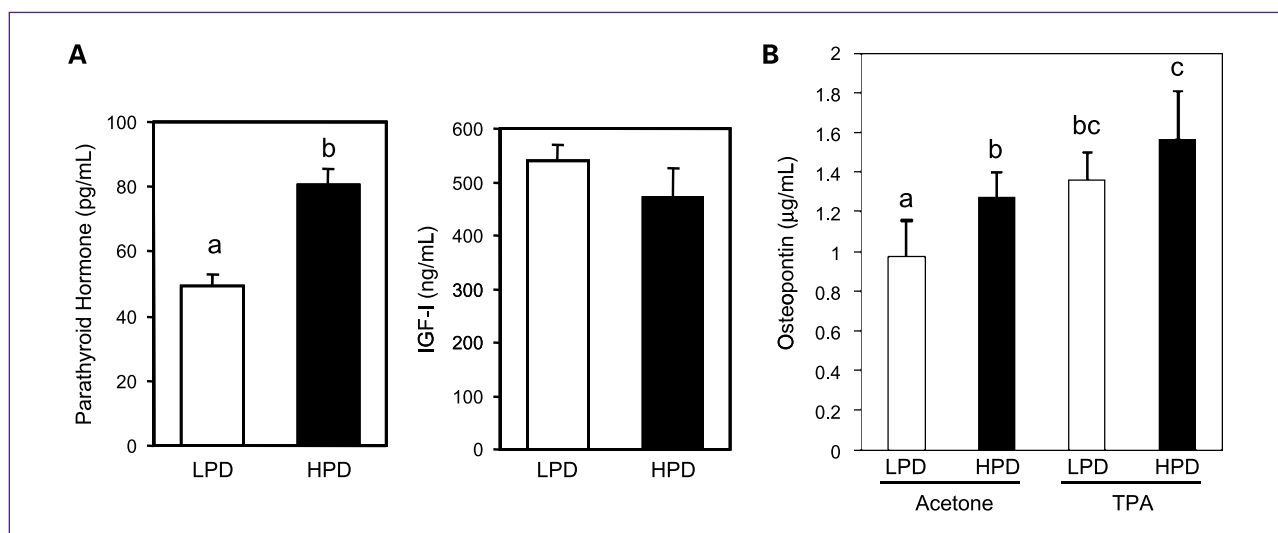 A
Parathyroid Hormone (pg/mL)
100
80
60
40
20
0
a
b
LPD HPD
IGF-I (ng/mL)
600
500
400
300
200
100
0
LPD HPD
B
Osteopontin (µg/mL)
2
1.8
1.6
1.4
1.2
1
0.8
0.6
0.4
0.2
0
a
b
bc
c
LPD HPD LPD HPD
Acetone TPA